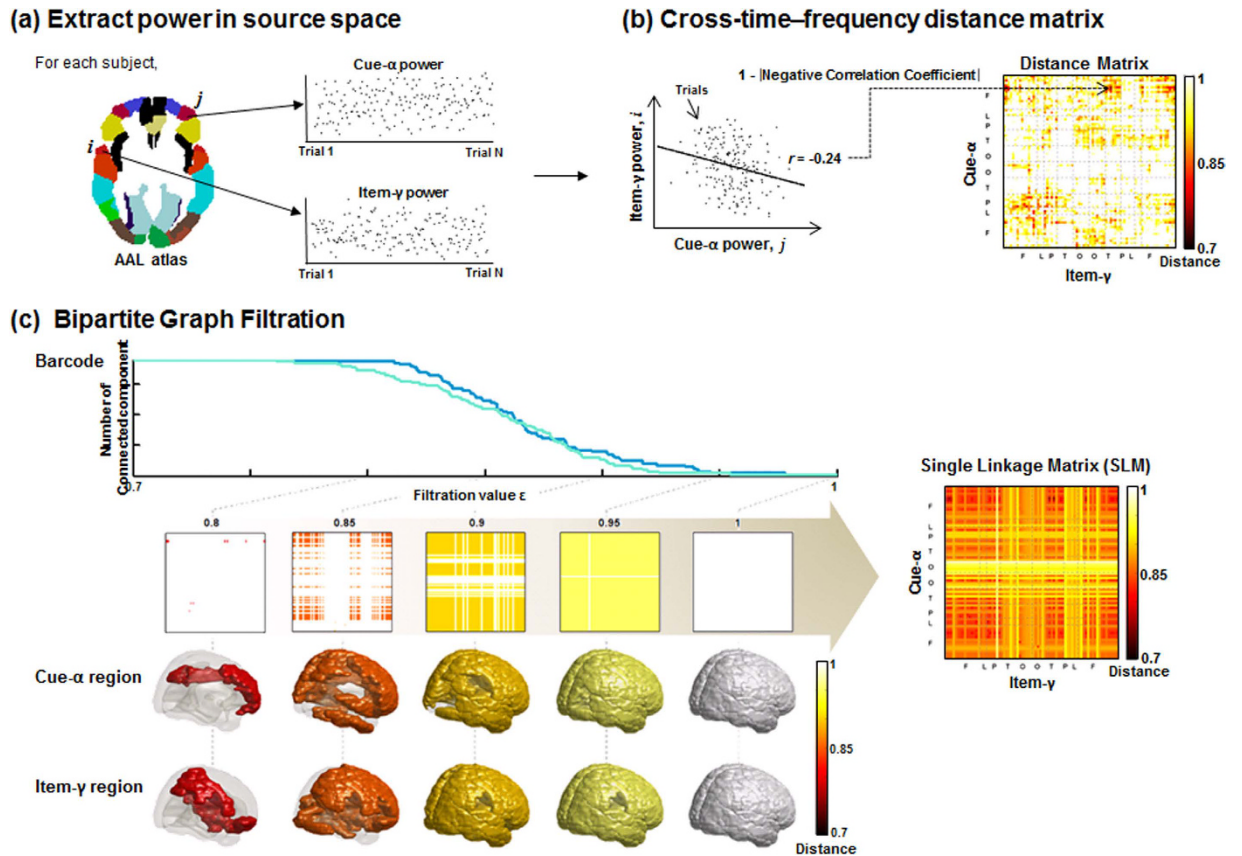 (a) Extract power in source space
For each subject,
j
i
AAL atlas
Cue-α power
Trial 1
Trial N
Item-γ power
Trial 1
Trial N
(b) Cross-time–frequency distance matrix
1 - |Negative Correlation Coefficient|
Trials
Item-γ power, i
r = -0.24
Cue-α power, j
Distance Matrix
Cue-α
F
L
P
T
O
O
T
P
L
F
F L P T O O T P L F
Item-γ
1
0.85
0.7
Distance
(c) Bipartite Graph Filtration
Barcode
Number of
Connected component
0.7
1
Filtration value ε
0.8
0.85
0.9
0.95
1
Cue-α region
Item-γ region
1
0.85
0.7
Distance
Single Linkage Matrix (SLM)
Cue-α
F
L
P
T
O
O
T
P
L
F
F L P T O O T P L F
Item-γ
1
0.85
0.7
Distance